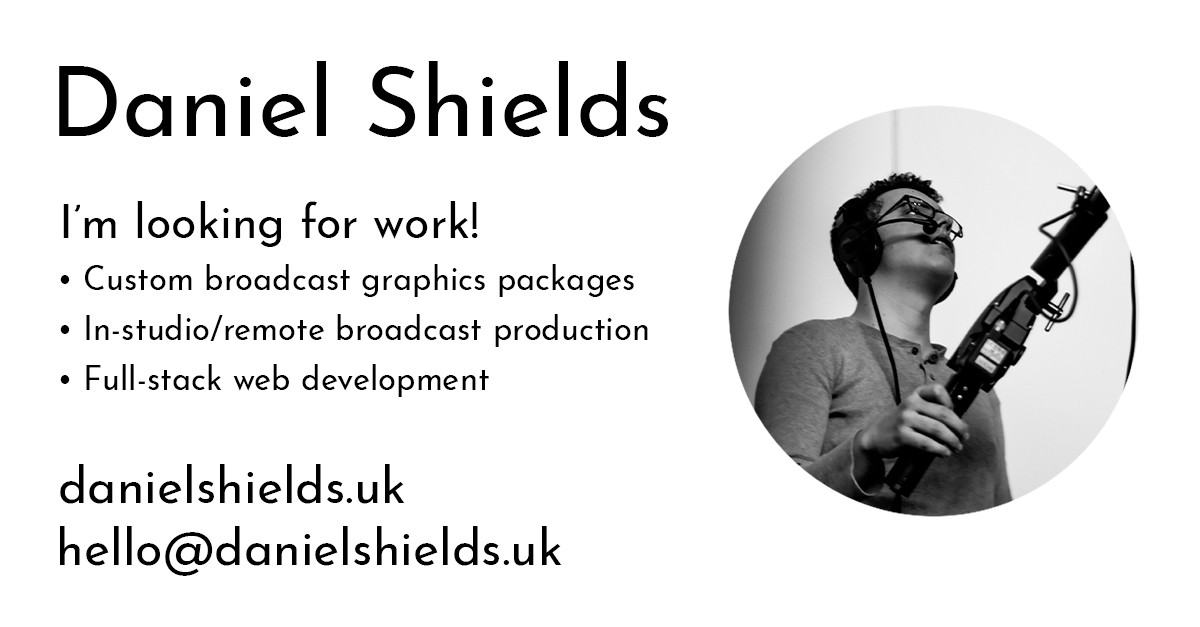 Daniel Shields
I’m looking for work!
• Custom broadcast graphics packages
• In-studio/remote broadcast production
• Full-stack web development
danielshields.uk
hello@danielshields.uk